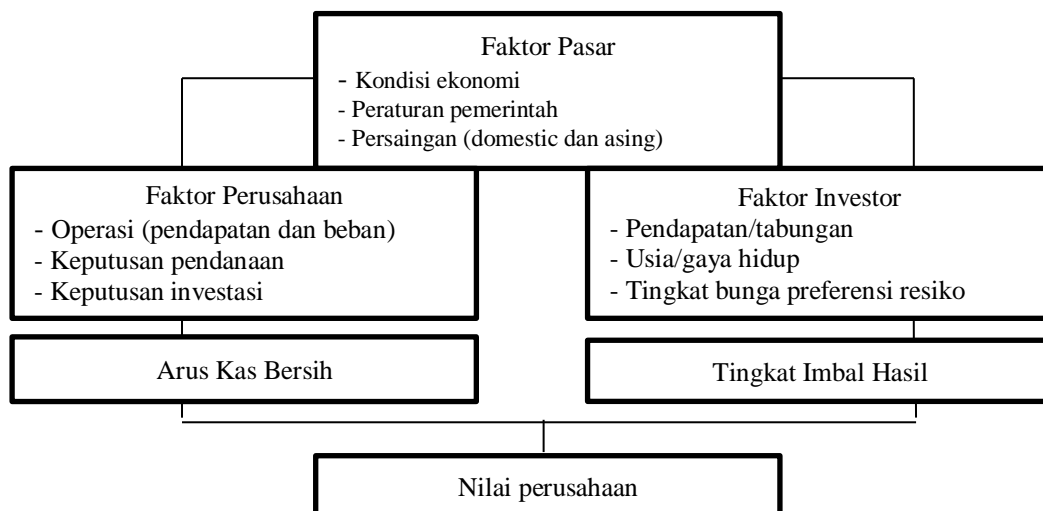 Faktor Pasar
- Kondisi ekonomi
- Peraturan pemerintah
- Persaingan (domestic dan asing)
Faktor Perusahaan
- Operasi (pendapatan dan beban)
- Keputusan pendanaan
- Keputusan investasi
Faktor Investor
- Pendapatan/tabungan
- Usia/gaya hidup
- Tingkat bunga preferensi resiko
Arus Kas Bersih
Tingkat Imbal Hasil
Nilai perusahaan